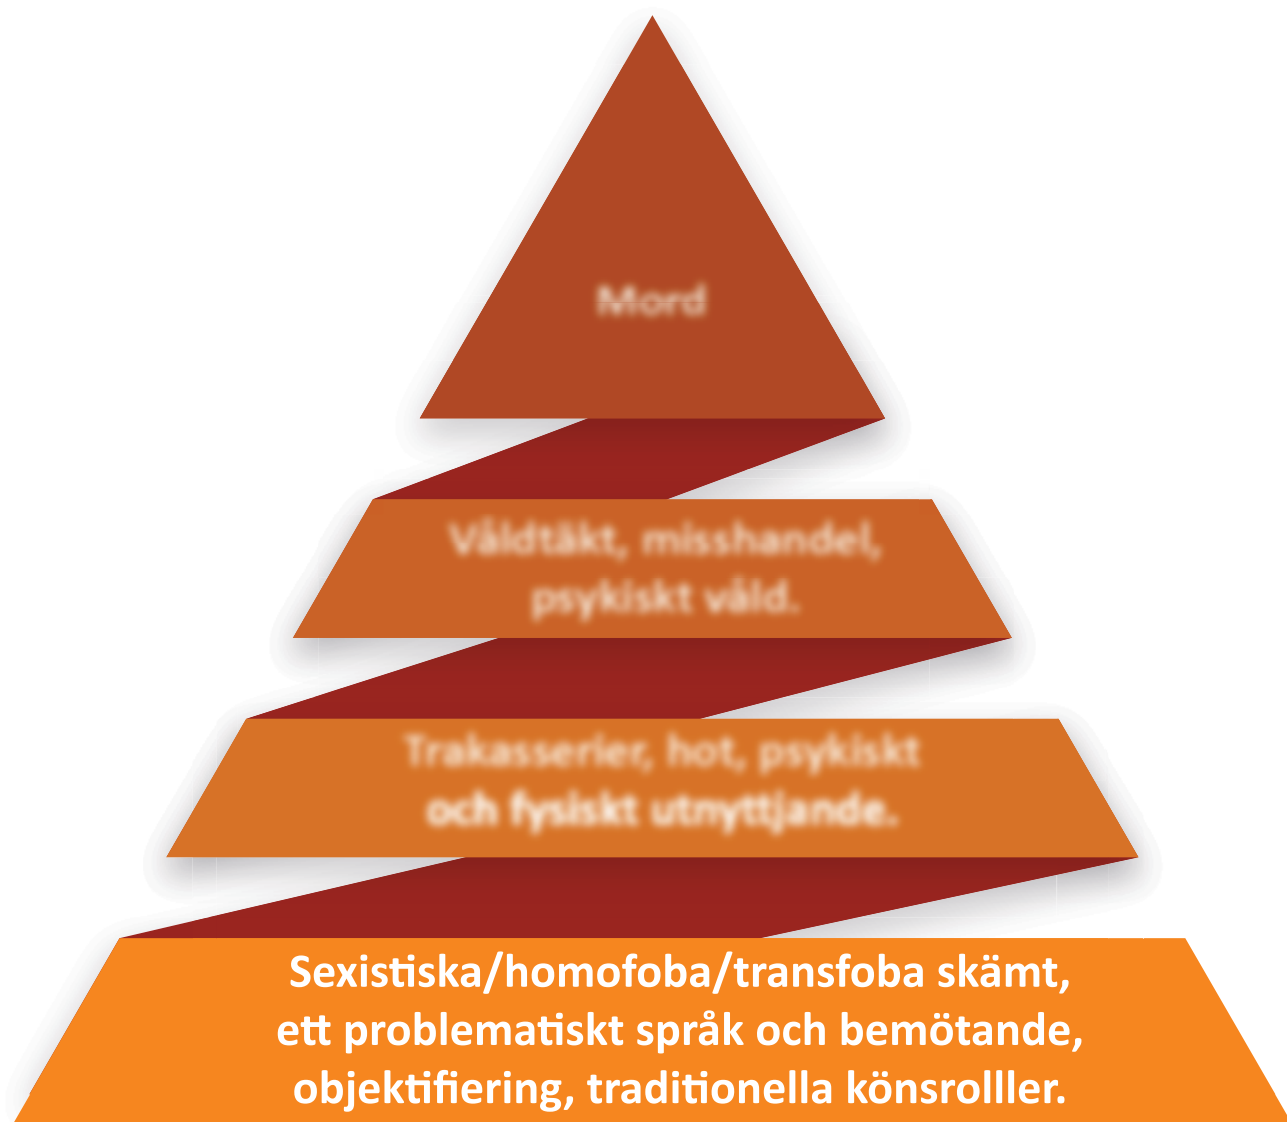 Mord
Våldtäkt, misshandel,
psykiskt våld.
Trakasserier, hot, psykiskt
och fysiskt utnyttjande.
Sexistiska/homofoba/transfoba skämt,
ett problematiskt språk och bemötande,
objektifiering, traditionella könsrolller.